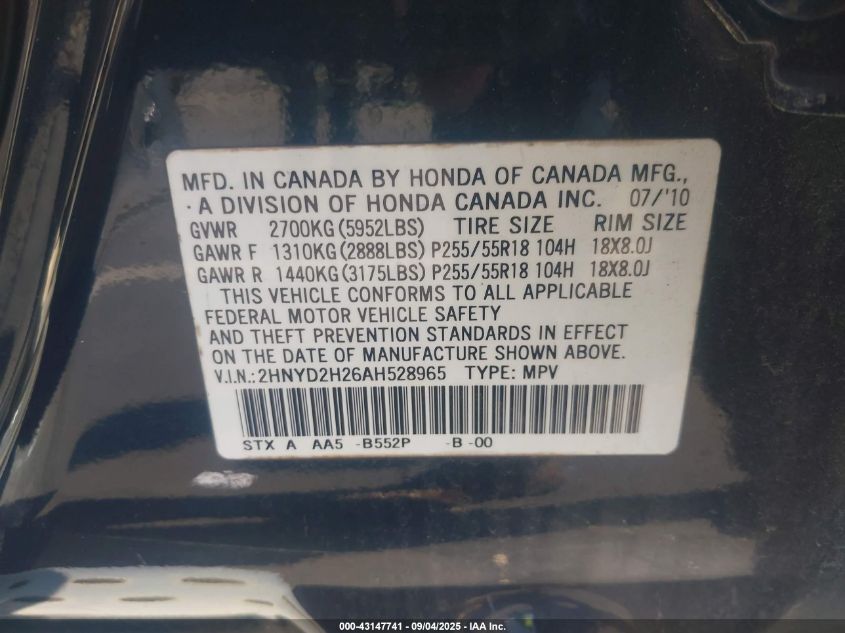 MFD. IN CANADA BY HONDA OF CANADA MFG.,
A DIVISION OF HONDA CANADA INC. 07/'10
GVWR 2700KG (5952LBS) TIRE SIZE RIM SIZE
GAWR F 1310KG (2888LBS) P255/55R18 104H 18X8.0J
GAWR R 1440KG (3175LBS) P255/55R18 104H 18X8.0J
THIS VEHICLE CONFORMS TO ALL APPLICABLE
FEDERAL MOTOR VEHICLE SAFETY
AND THEFT PREVENTION STANDARDS IN EFFECT
ON THE DATE OF MANUFACTURE SHOWN ABOVE.
V.I.N.:2HNYD2H26AH528965 TYPE: MPV
STX A AA5 -B552P -B -00
000-43147741 - 09/04/2025 - IAA Inc.